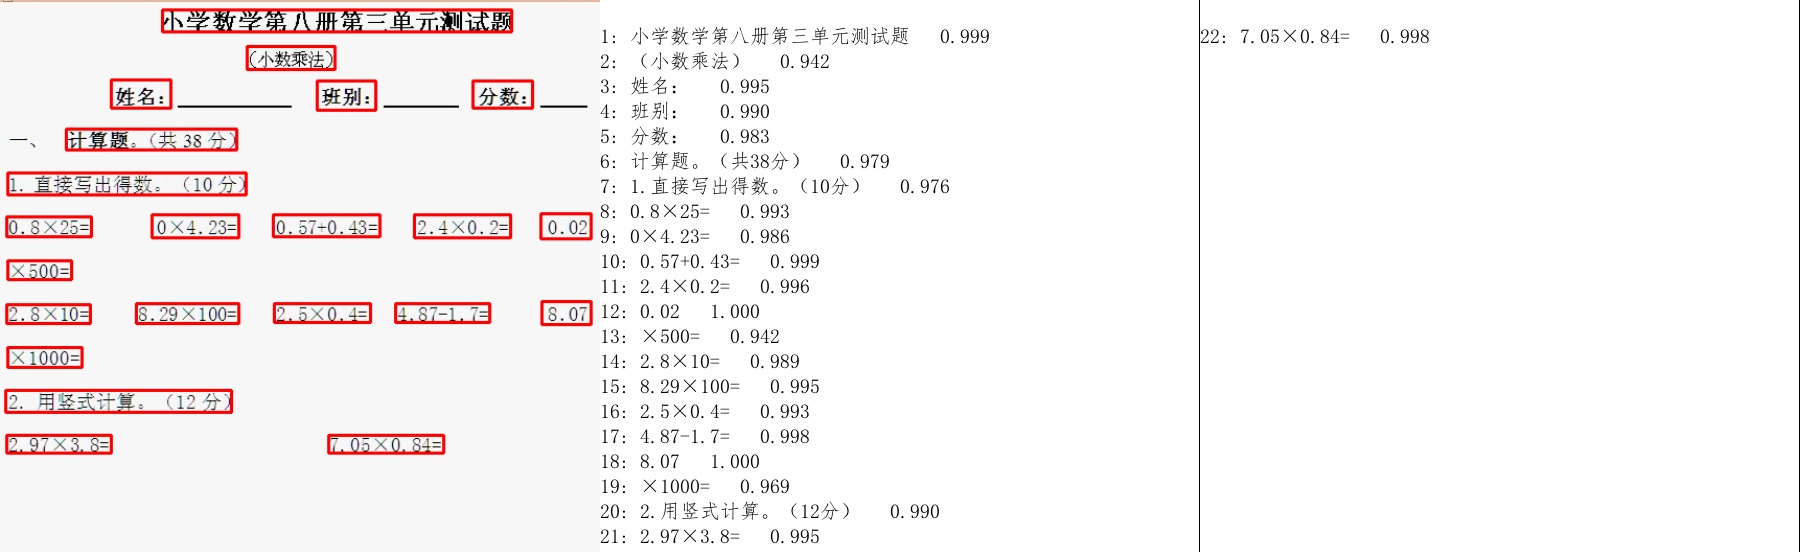 小学数学第八册第三单元测试题
(小数乘法)
姓名： 班别： 分数：
一、 计算题。（共 38 分）
1. 直接写出得数。（10 分）
0.8×25= 0×4.23= 0.57+0.43= 2.4×0.2= 0.02
×500=
2.8×10= 8.29×100= 2.5×0.4= 4.87-1.7= 8.07
×1000=
2. 用竖式计算。（12 分）
2.97×3.8= 7.05×0.84=
1: 小学数学第八册第三单元测试题 0.999
2: （小数乘法） 0.942
3: 姓名： 0.995
4: 班别： 0.990
5: 分数： 0.983
6: 计算题。（共38分） 0.979
7: 1.直接写出得数。（10分） 0.976
8: 0.8×25= 0.993
9: 0×4.23= 0.986
10: 0.57+0.43= 0.999
11: 2.4×0.2= 0.996
12: 0.02 1.000
13: ×500= 0.942
14: 2.8×10= 0.989
15: 8.29×100= 0.995
16: 2.5×0.4= 0.993
17: 4.87-1.7= 0.998
18: 8.07 1.000
19: ×1000= 0.969
20: 2.用竖式计算。（12分） 0.990
21: 2.97×3.8= 0.995
22: 7.05×0.84= 0.998